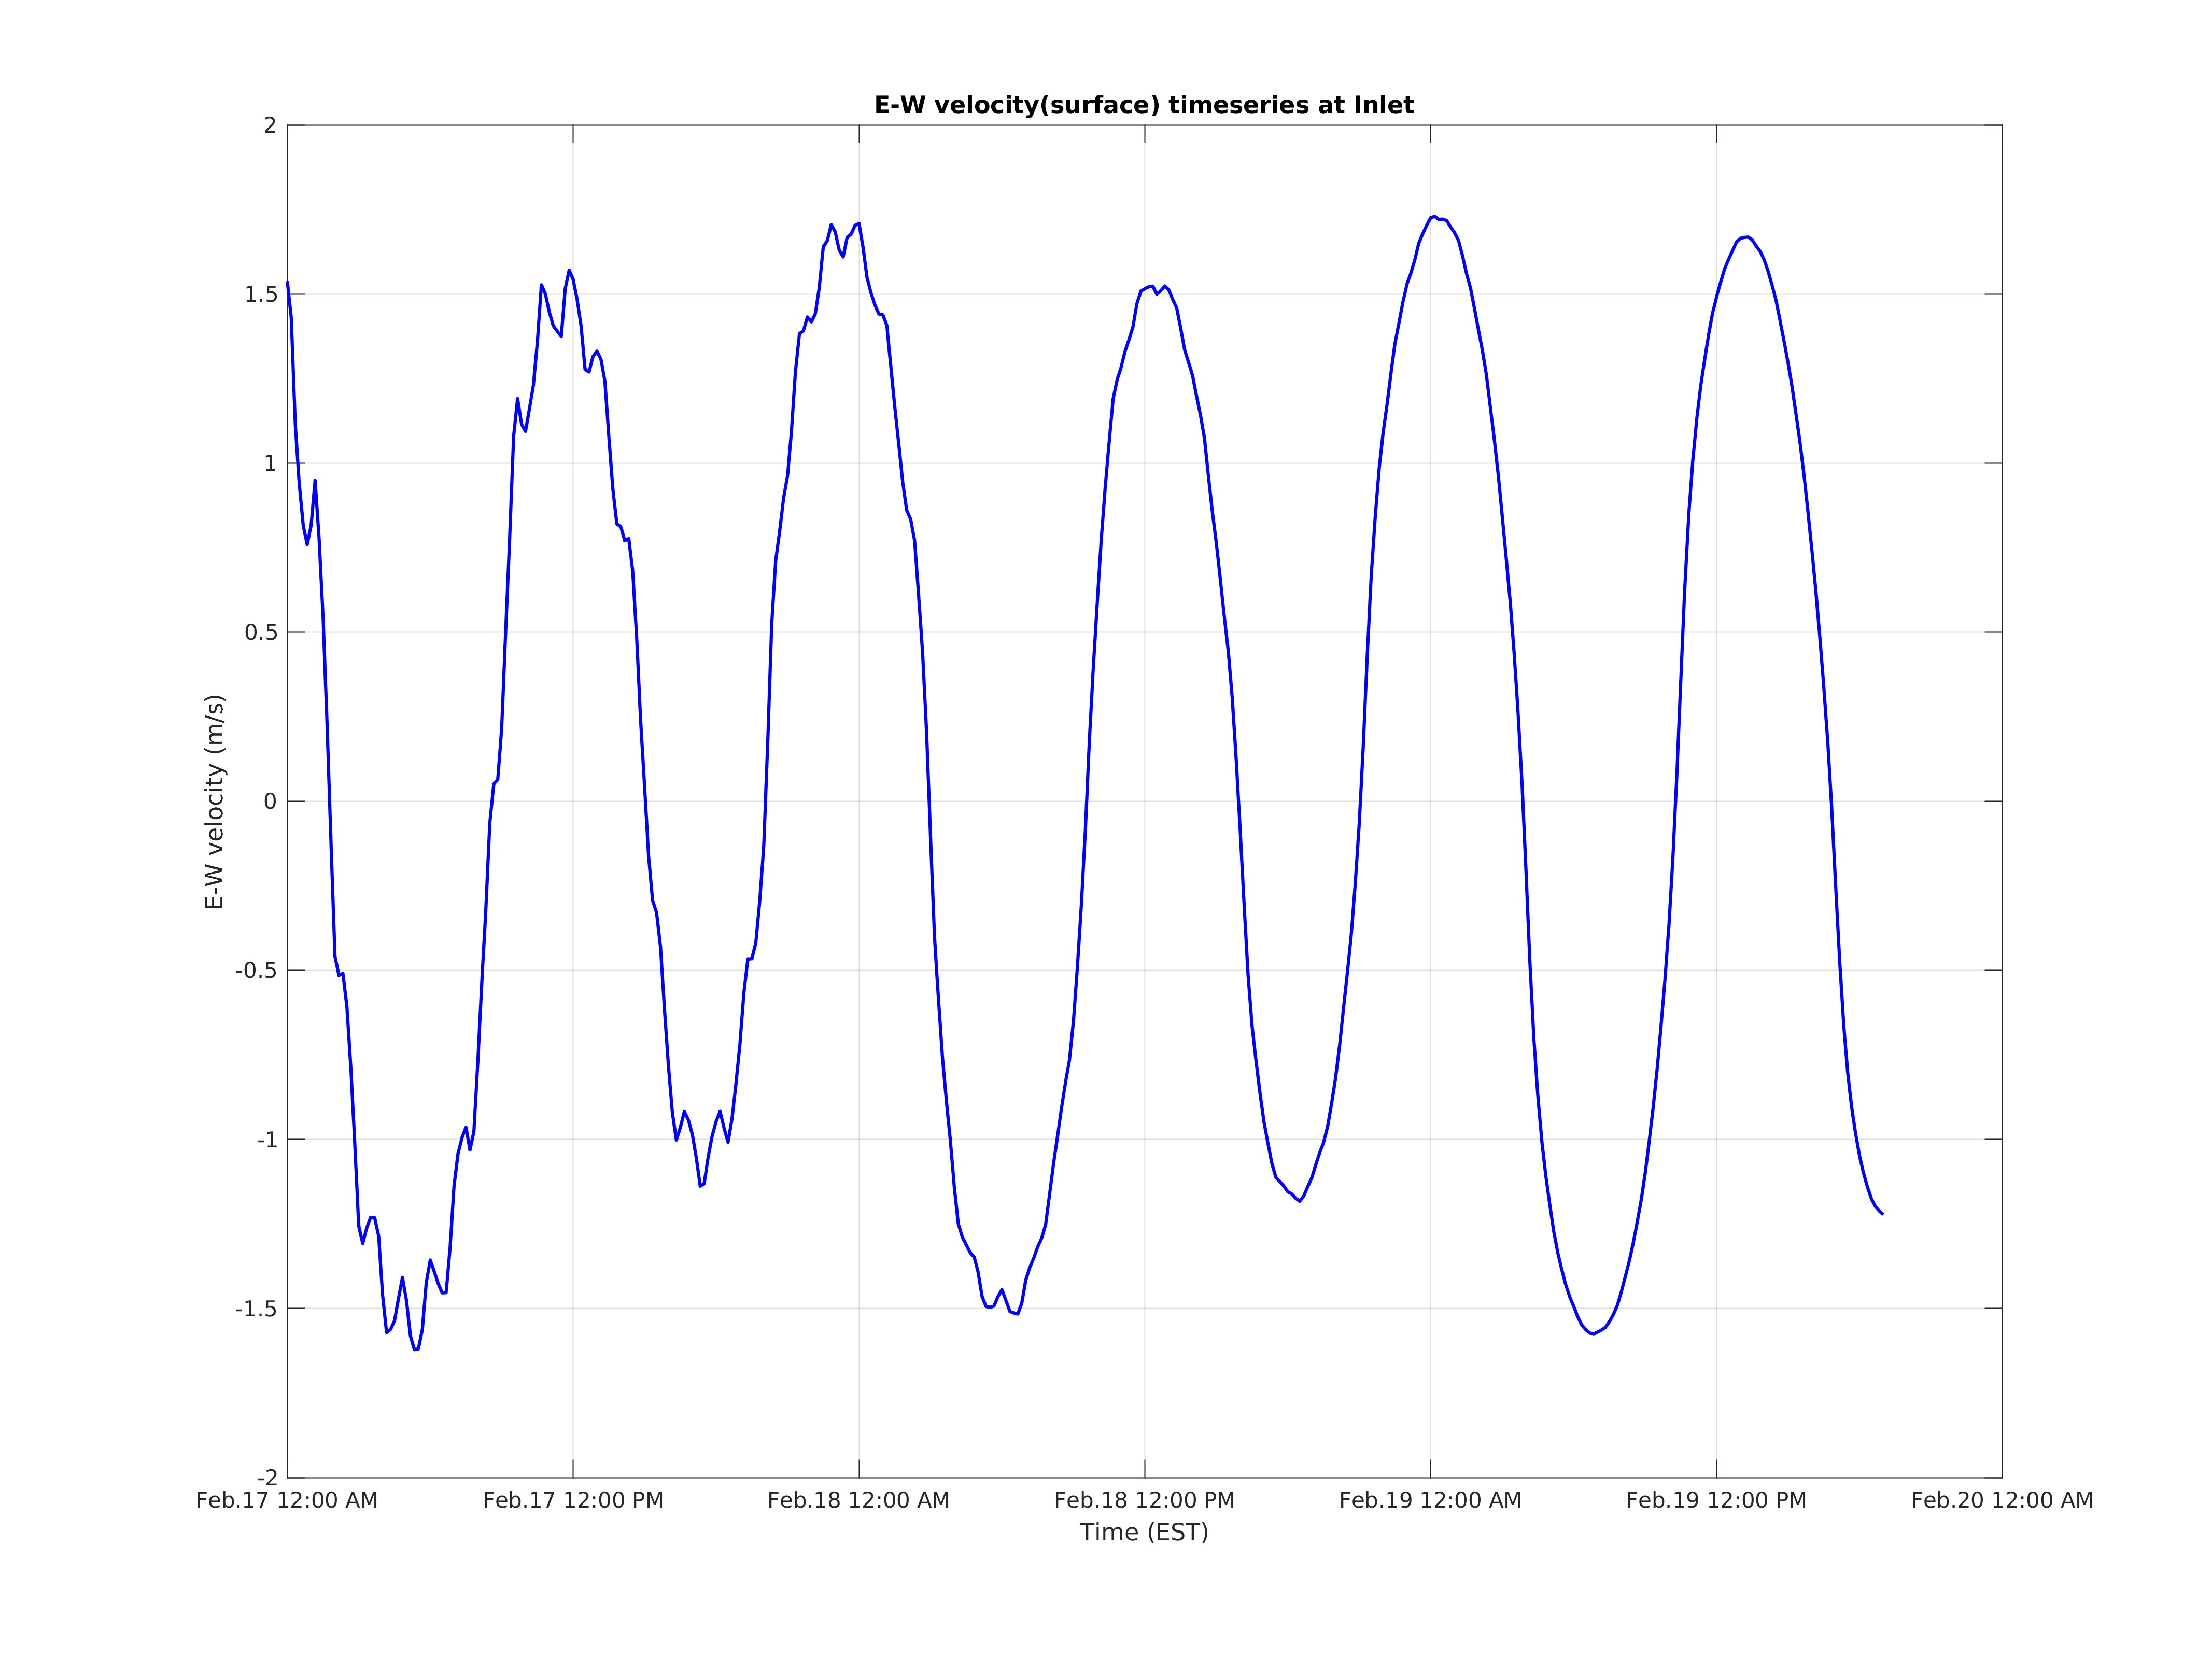 E-W velocity(surface) timeseries at Inlet
2
1.5
1
0.5
0
-0.5
-1
-1.5
-2
E-W velocity (m/s)
Feb.17 12:00 AM Feb.17 12:00 PM Feb.18 12:00 AM Feb.18 12:00 PM Feb.19 12:00 AM Feb.19 12:00 PM Feb.20 12:00 AM
Time (EST)